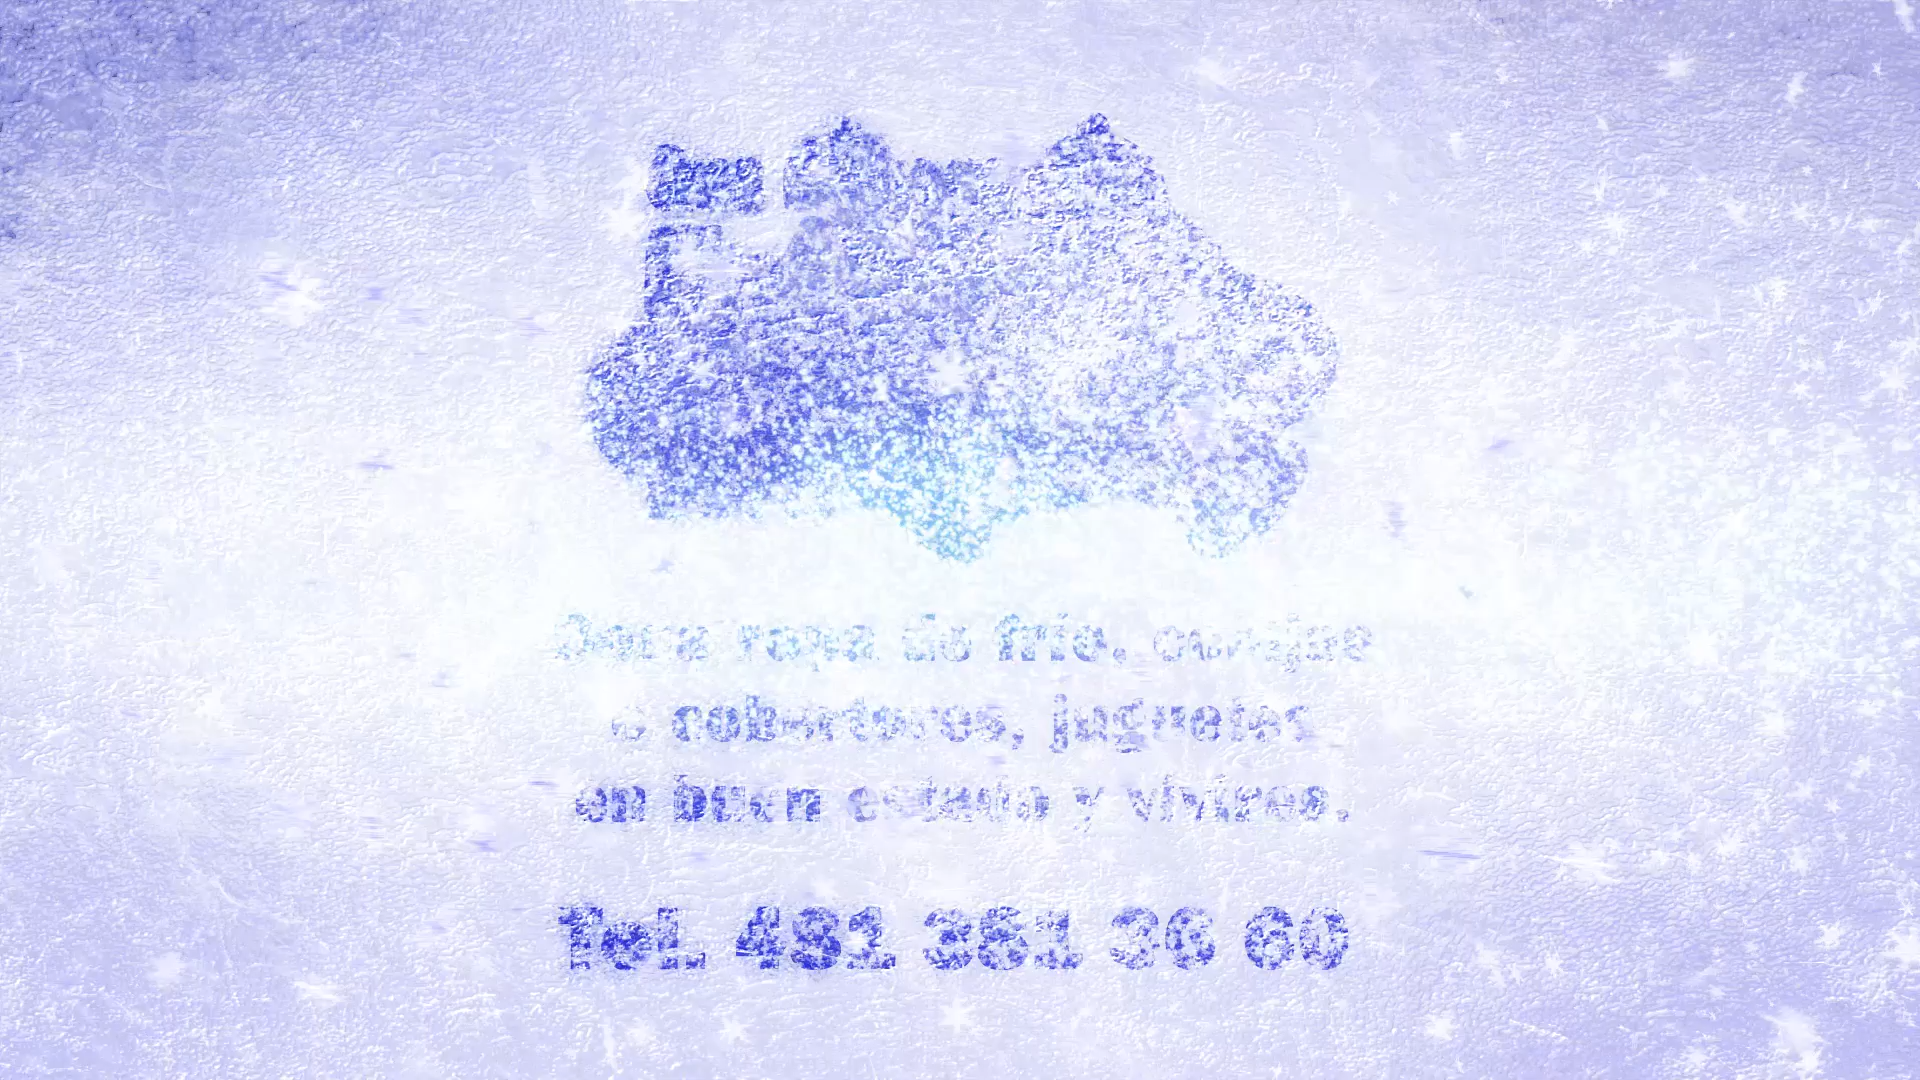 Dona ropa de frío, cobijas
o cobertores, juguetes
en buen estado y víveres.
Tel. 481 381 36 60